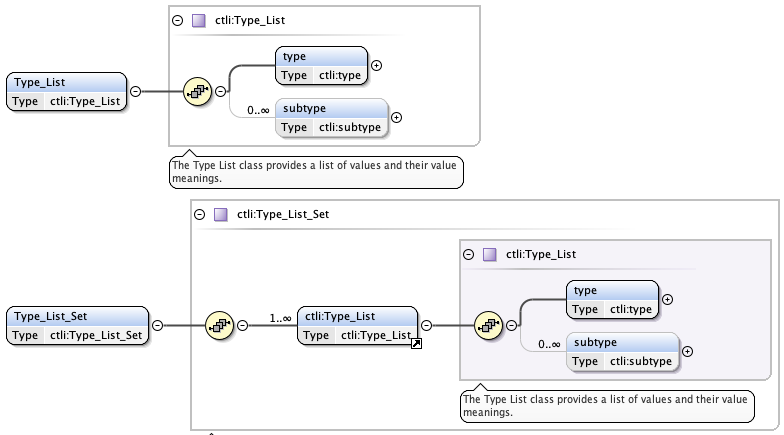 ctli:Type_List
type
Type ctli:type
Type_List
Type ctli:Type_List
0..∞
subtype
Type ctli:subtype
The Type List class provides a list of values and their value
meanings.
ctli:Type_List_Set
ctli:Type_List
type
Type ctli:type
Type_List_Set
Type ctli:Type_List_Set
1..∞
ctli:Type_List
Type ctli:Type_List
0..∞
subtype
Type ctli:subtype
The Type List class provides a list of values and their value
meanings.